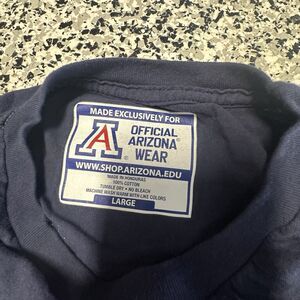 MADE EXCLUSIVELY FOR
A
OFFICIAL
ARIZONA
WEAR
WWW.SHOP.ARIZONA.EDU
MADE IN HONDURAS
100% COTTON
TUMBLE DRY • NO BLEACH
MACHINE WASH WARM WITH LIKE COLORS
LARGE